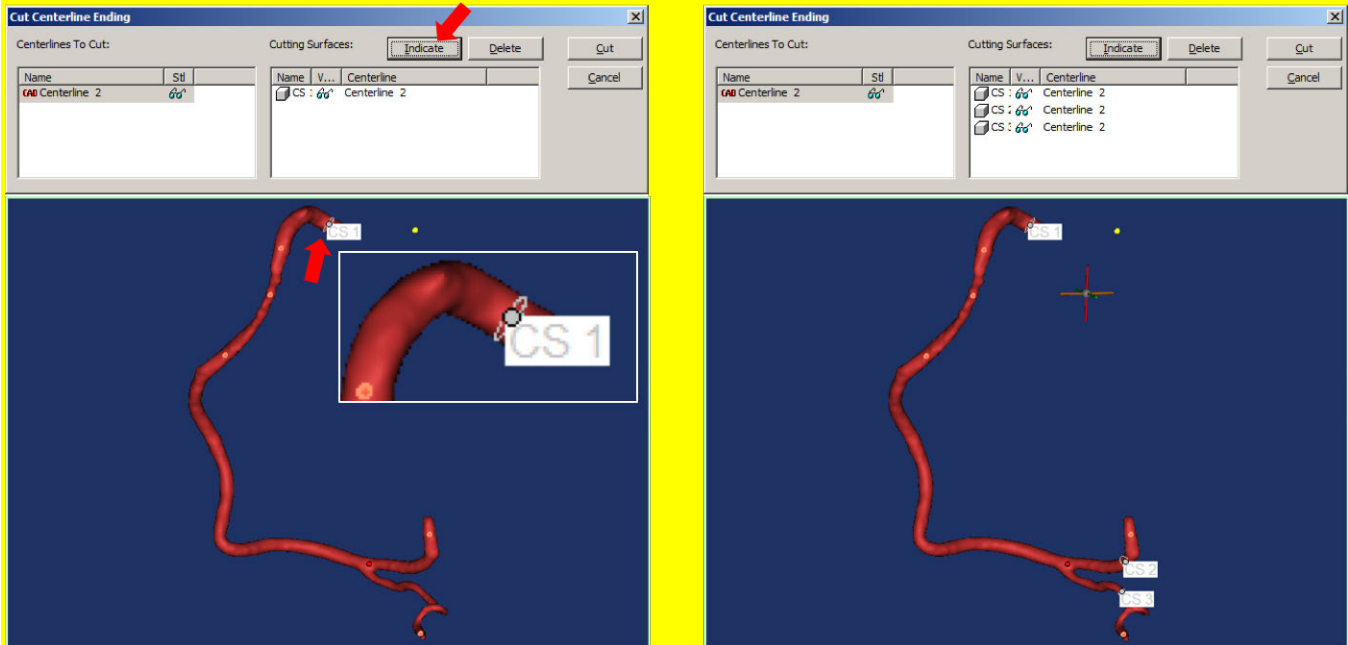 Cut Centerline Ending
Centerlines To Cut:
Cutting Surfaces:
Indicate
Delete
Cut
Cancel
Name Stl
CAD Centerline 2
Name V... Centerline
CS Centerline 2
CS 1
CS 1
Cut Centerline Ending
Centerlines To Cut:
Cutting Surfaces:
Indicate
Delete
Cut
Cancel
Name Stl
CAD Centerline 2
Name V... Centerline
CS Centerline 2
CS Centerline 2
CS Centerline 2
CS 1
CS 2
CS 3